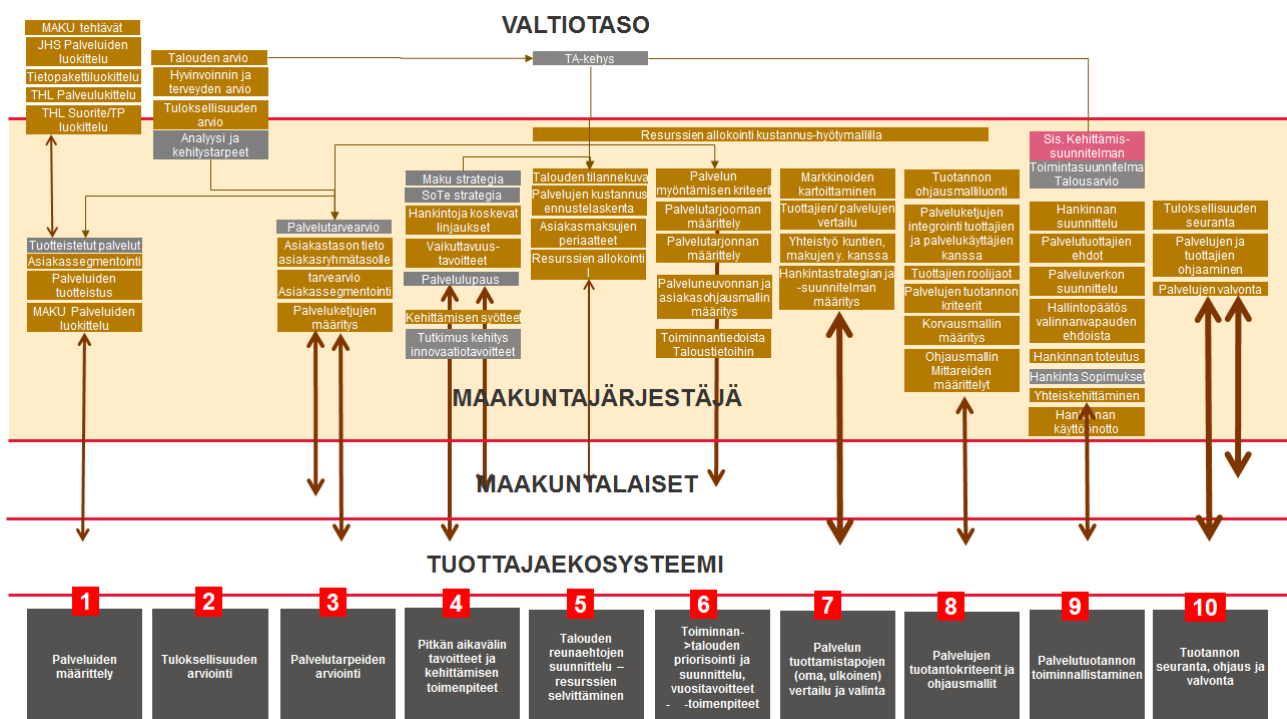 VALTIOTASO
MAKU tehtävät
JHS Palveluiden
luokittelu
Tietopakettiluokittelu
THL Palveulukittelu
THL Suorite/TP
luokittelu
Talouden arvio
Hyvinvoinnin ja
terveyden arvio
Tuloksellisuuden
arvio
Analyysi ja
kehitystarpeet
TA-kehys
Resurssien allokointi kustannus-hyötymallilla
Tuotteistetut palvelut
Asiakassegmentointi
Palveluiden
tuotteistus
MAKU Palveluiden
luokittelu
Palvelutarvearvio
Asiakastason tieto
asiakasryhmätasolle
tarvearvio
Asiakassegmentointi
Palveluketjujen
määritys
Maku strategia
SoTe strategia
Hankintoja koskevat
linjaukset
Vaikuttavuus-
tavoitteet
Palvelulupaus
Kehittämisen syötteet
Tutkimus kehitys
innovaatiotavoitteet
Talouden tilannekuva
Palvelujen kustannus
ennustelaskenta
Asiakasmaksujen
periaatteet
Resurssien allokointi
I
Palvelun
myöntämisen kriteerit
Palvelutarjooman
määrittely
Palvelutarjonnan
määrittely
Palveluneuvonnan ja
asiakasohjausmallin
määritys
Toiminnantiedoista
Taloustietoihin
Markkinoiden
kartoittaminen
Tuottajien/ palvelujen
vertailu
Yhteistyö kuntien,
makujen y. kanssa
Hankintastrategian ja
-suunnitelman
määritys
Tuotannon
ohjausmalliluonti
Palveluketjujen
integrointi tuottajien
ja palvelukäyttäjien
kanssa
Tuottajien roolijaot
Palvelujen tuotannon
kriteerit
Korvausmallin
määritys
Ohjausmallin
Mittareiden
määrittelyt
Sis. Kehittämis-
suunnitelman
Toimintasuunnitelma
Talousarvio
Hankinnan
suunnittelu
Palvelutuottajien
ehdot
Palveluverkon
suunnittelu
Hallintopäätös
valinnanvapauden
ehdoista
Hankinnan toteutus
Hankinta Sopimukset
Yhteiskehittäminen
Hankinnan
käyttöönotto
Tuloksellisuuden
seuranta
Palvelujen ja
tuottajien
ohjaaminen
Palvelujen valvonta
MAAKUNTAJÄRJESTÄJÄ
MAAKUNTALAISET
TUOTTAJAEKOSYSTEEMI
1
Palveluiden
määrittely
2
Tuloksellisuuden
arviointi
3
Palvelutarpeiden
arviointi
4
Pitkän aikavälin
tavoitteet ja
kehittämisen
toimenpiteet
5
Talouden
reunaehtojen
suunnittelu –
resurssien
selvittäminen
6
Toiminnan-
>talouden
priorisointi ja
suunnittelu,
vuositavoitteet
- -toimenpiteet
7
Palvelun
tuottamistapojen
(oma, ulkoinen)
vertailu ja valinta
8
Palvelujen
tuotantokriteerit ja
ohjausmallit
9
Palvelutuotannon
toiminnallistaminen
10
Tuotannon
seuranta, ohjaus ja
valvonta